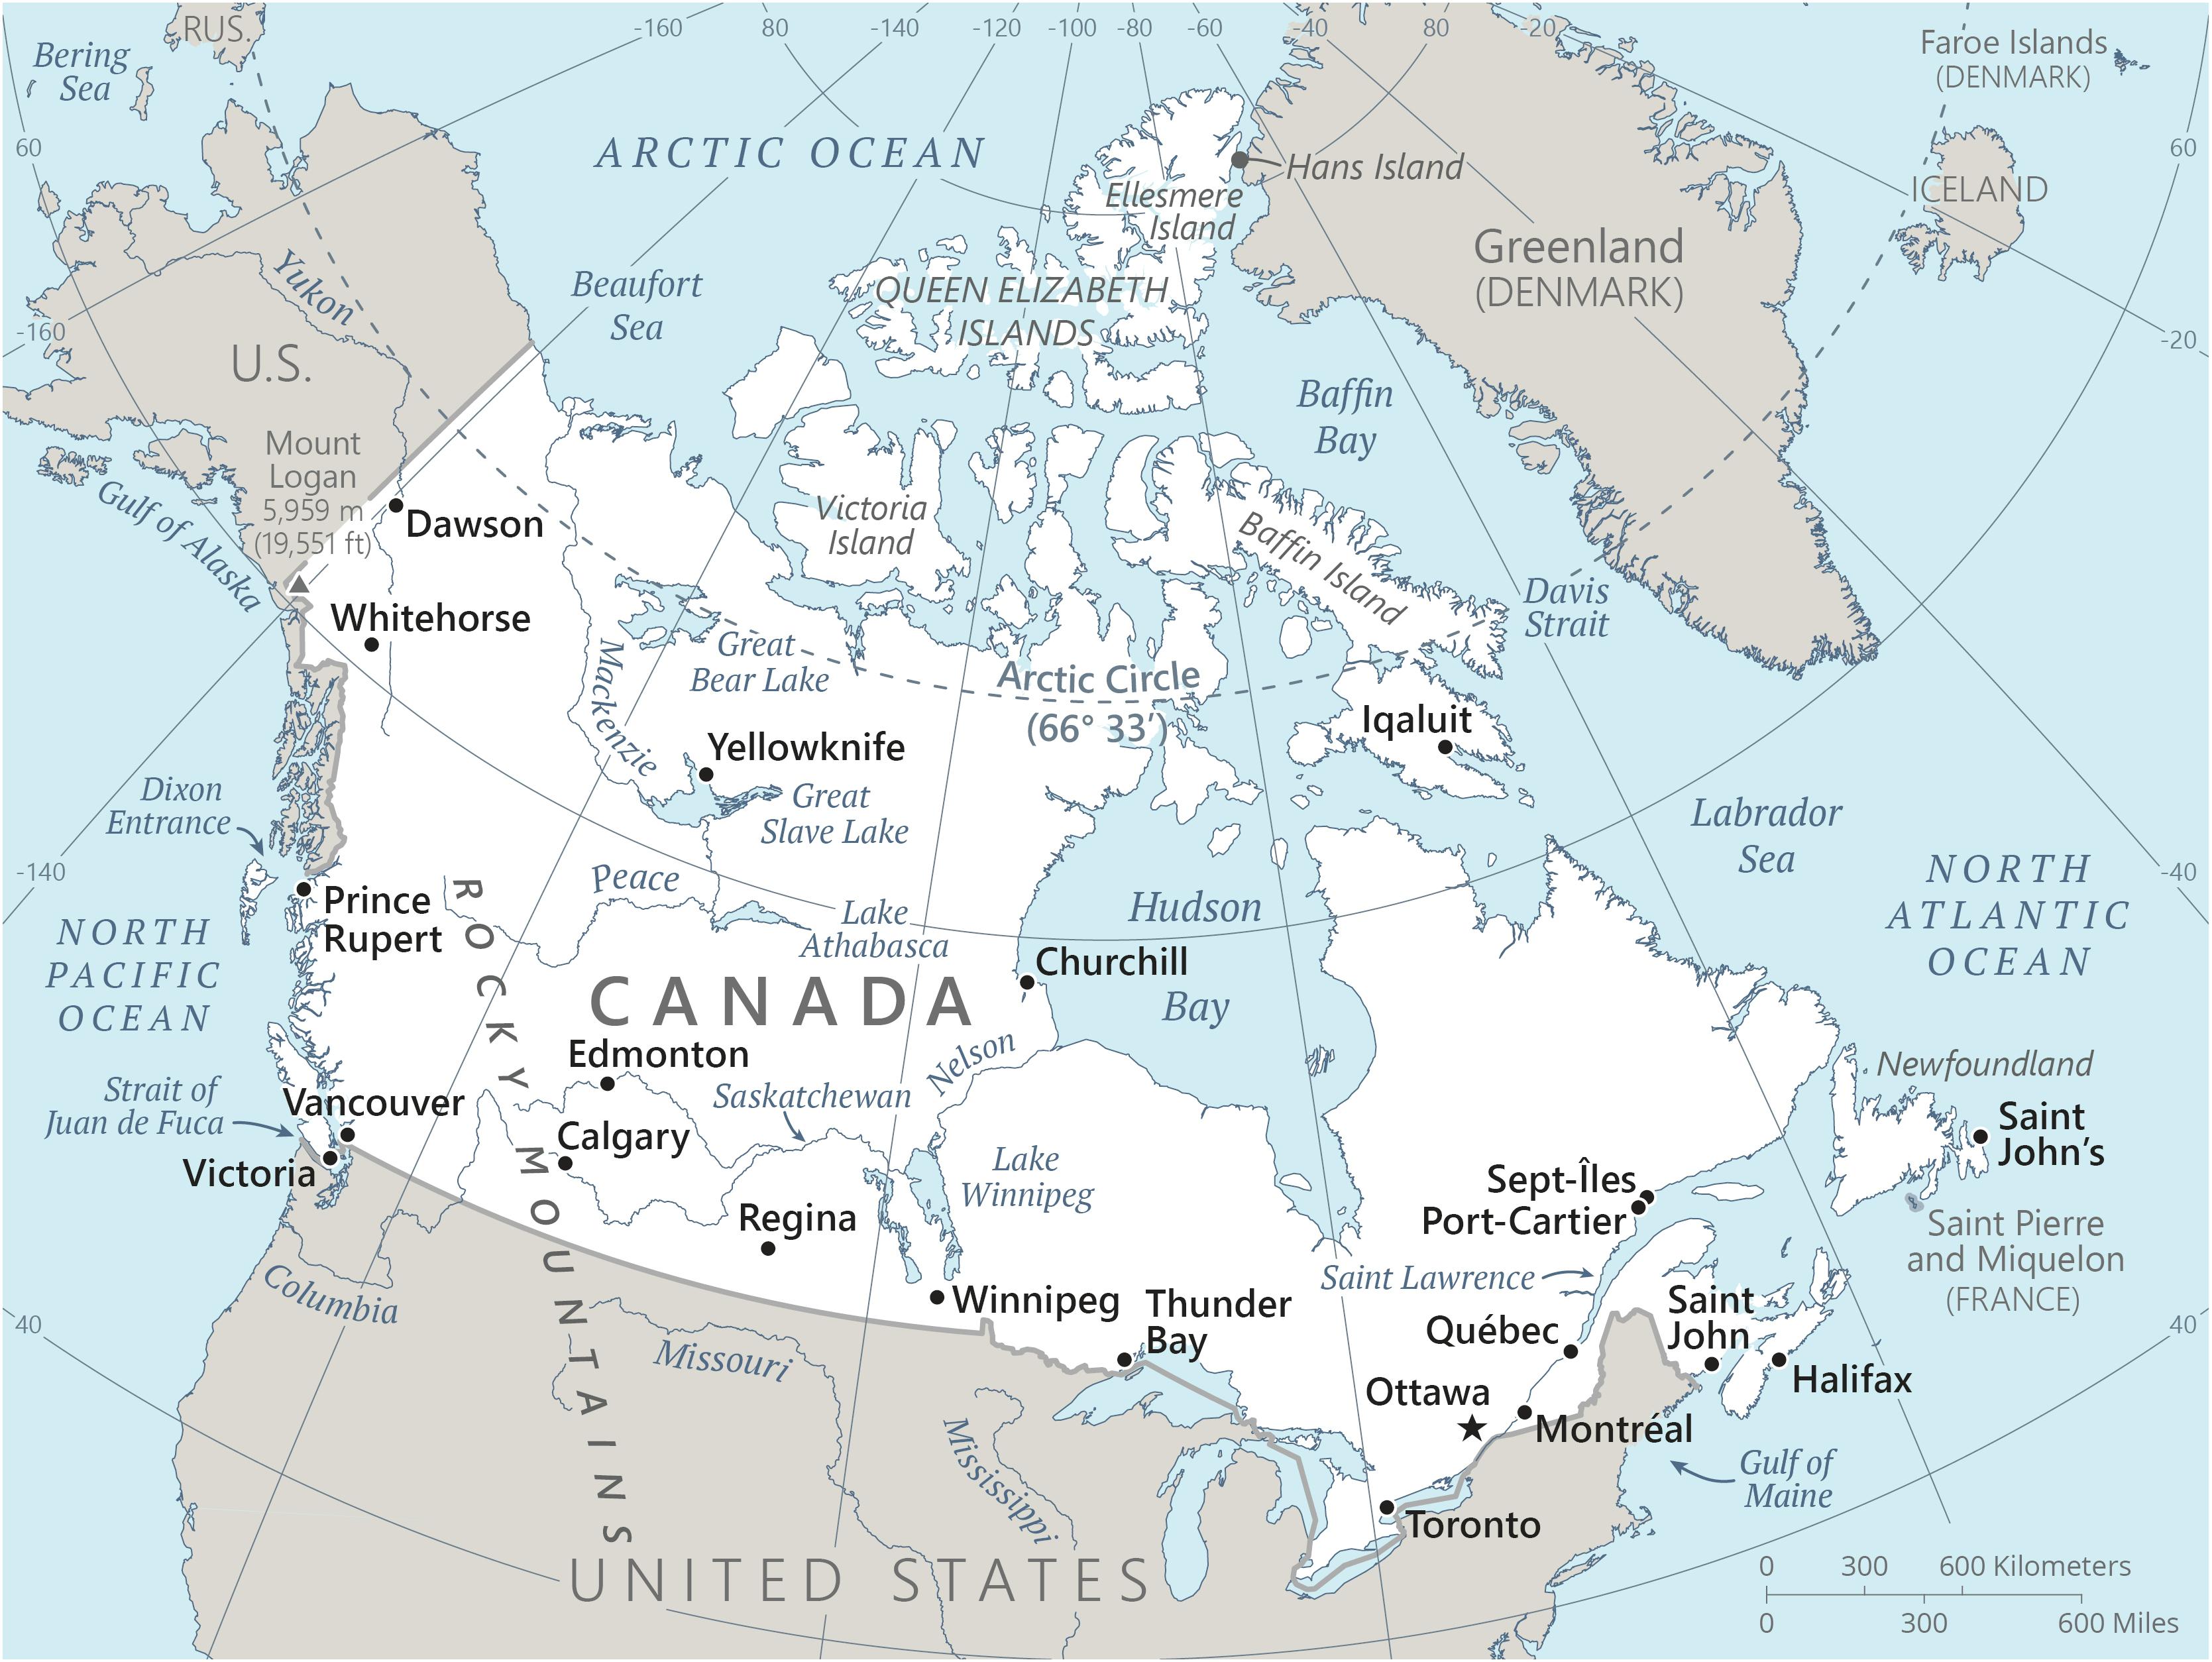 RUS.
-160
80
-140
-120
-100
-80
-60
-40
80
-20
Bering
Sea
Faroe Islands
(DENMARK)
60
60
ARCTIC OCEAN
Hans Island
Ellesmere
Island
ICELAND
Greenland
(DENMARK)
Yukon
Beaufort
Sea
QUEEN ELIZABETH
ISLANDS
-160
-20
U.S.
Baffin
Bay
Mount
Logan
5,959 m
(19,551 ft)
Gulf of Alaska
Dawson
Victoria
Island
Baffin Island
Davis
Strait
Whitehorse
Great
Bear Lake
Mackenzie
Arctic Circle
(66° 33′)
Iqaluit
Yellowknife
Great
Slave Lake
Dixon
Entrance
Labrador
Sea
-140
-40
Peace
Prince
Rupert
Lake
Athabasca
Hudson
Bay
NORTH
PACIFIC
OCEAN
NORTH
ATLANTIC
OCEAN
Churchill
CANADA
ROCKY MOUNTAINS
Edmonton
Nelson
Newfoundland
Strait of
Juan de Fuca
Vancouver
Saskatchewan
Saint
John's
Calgary
Victoria
Lake
Winnipeg
Sept-Îles
Port-Cartier
Regina
Saint Pierre
and Miquelon
(FRANCE)
Columbia
Saint Lawrence
Winnipeg
Thunder
Bay
Saint
John
40
40
Québec
Missouri
Halifax
Ottawa
Montréal
Mississippi
Gulf of
Maine
Toronto
UNITED STATES
0 300 600 Kilometers
0 300 600 Miles